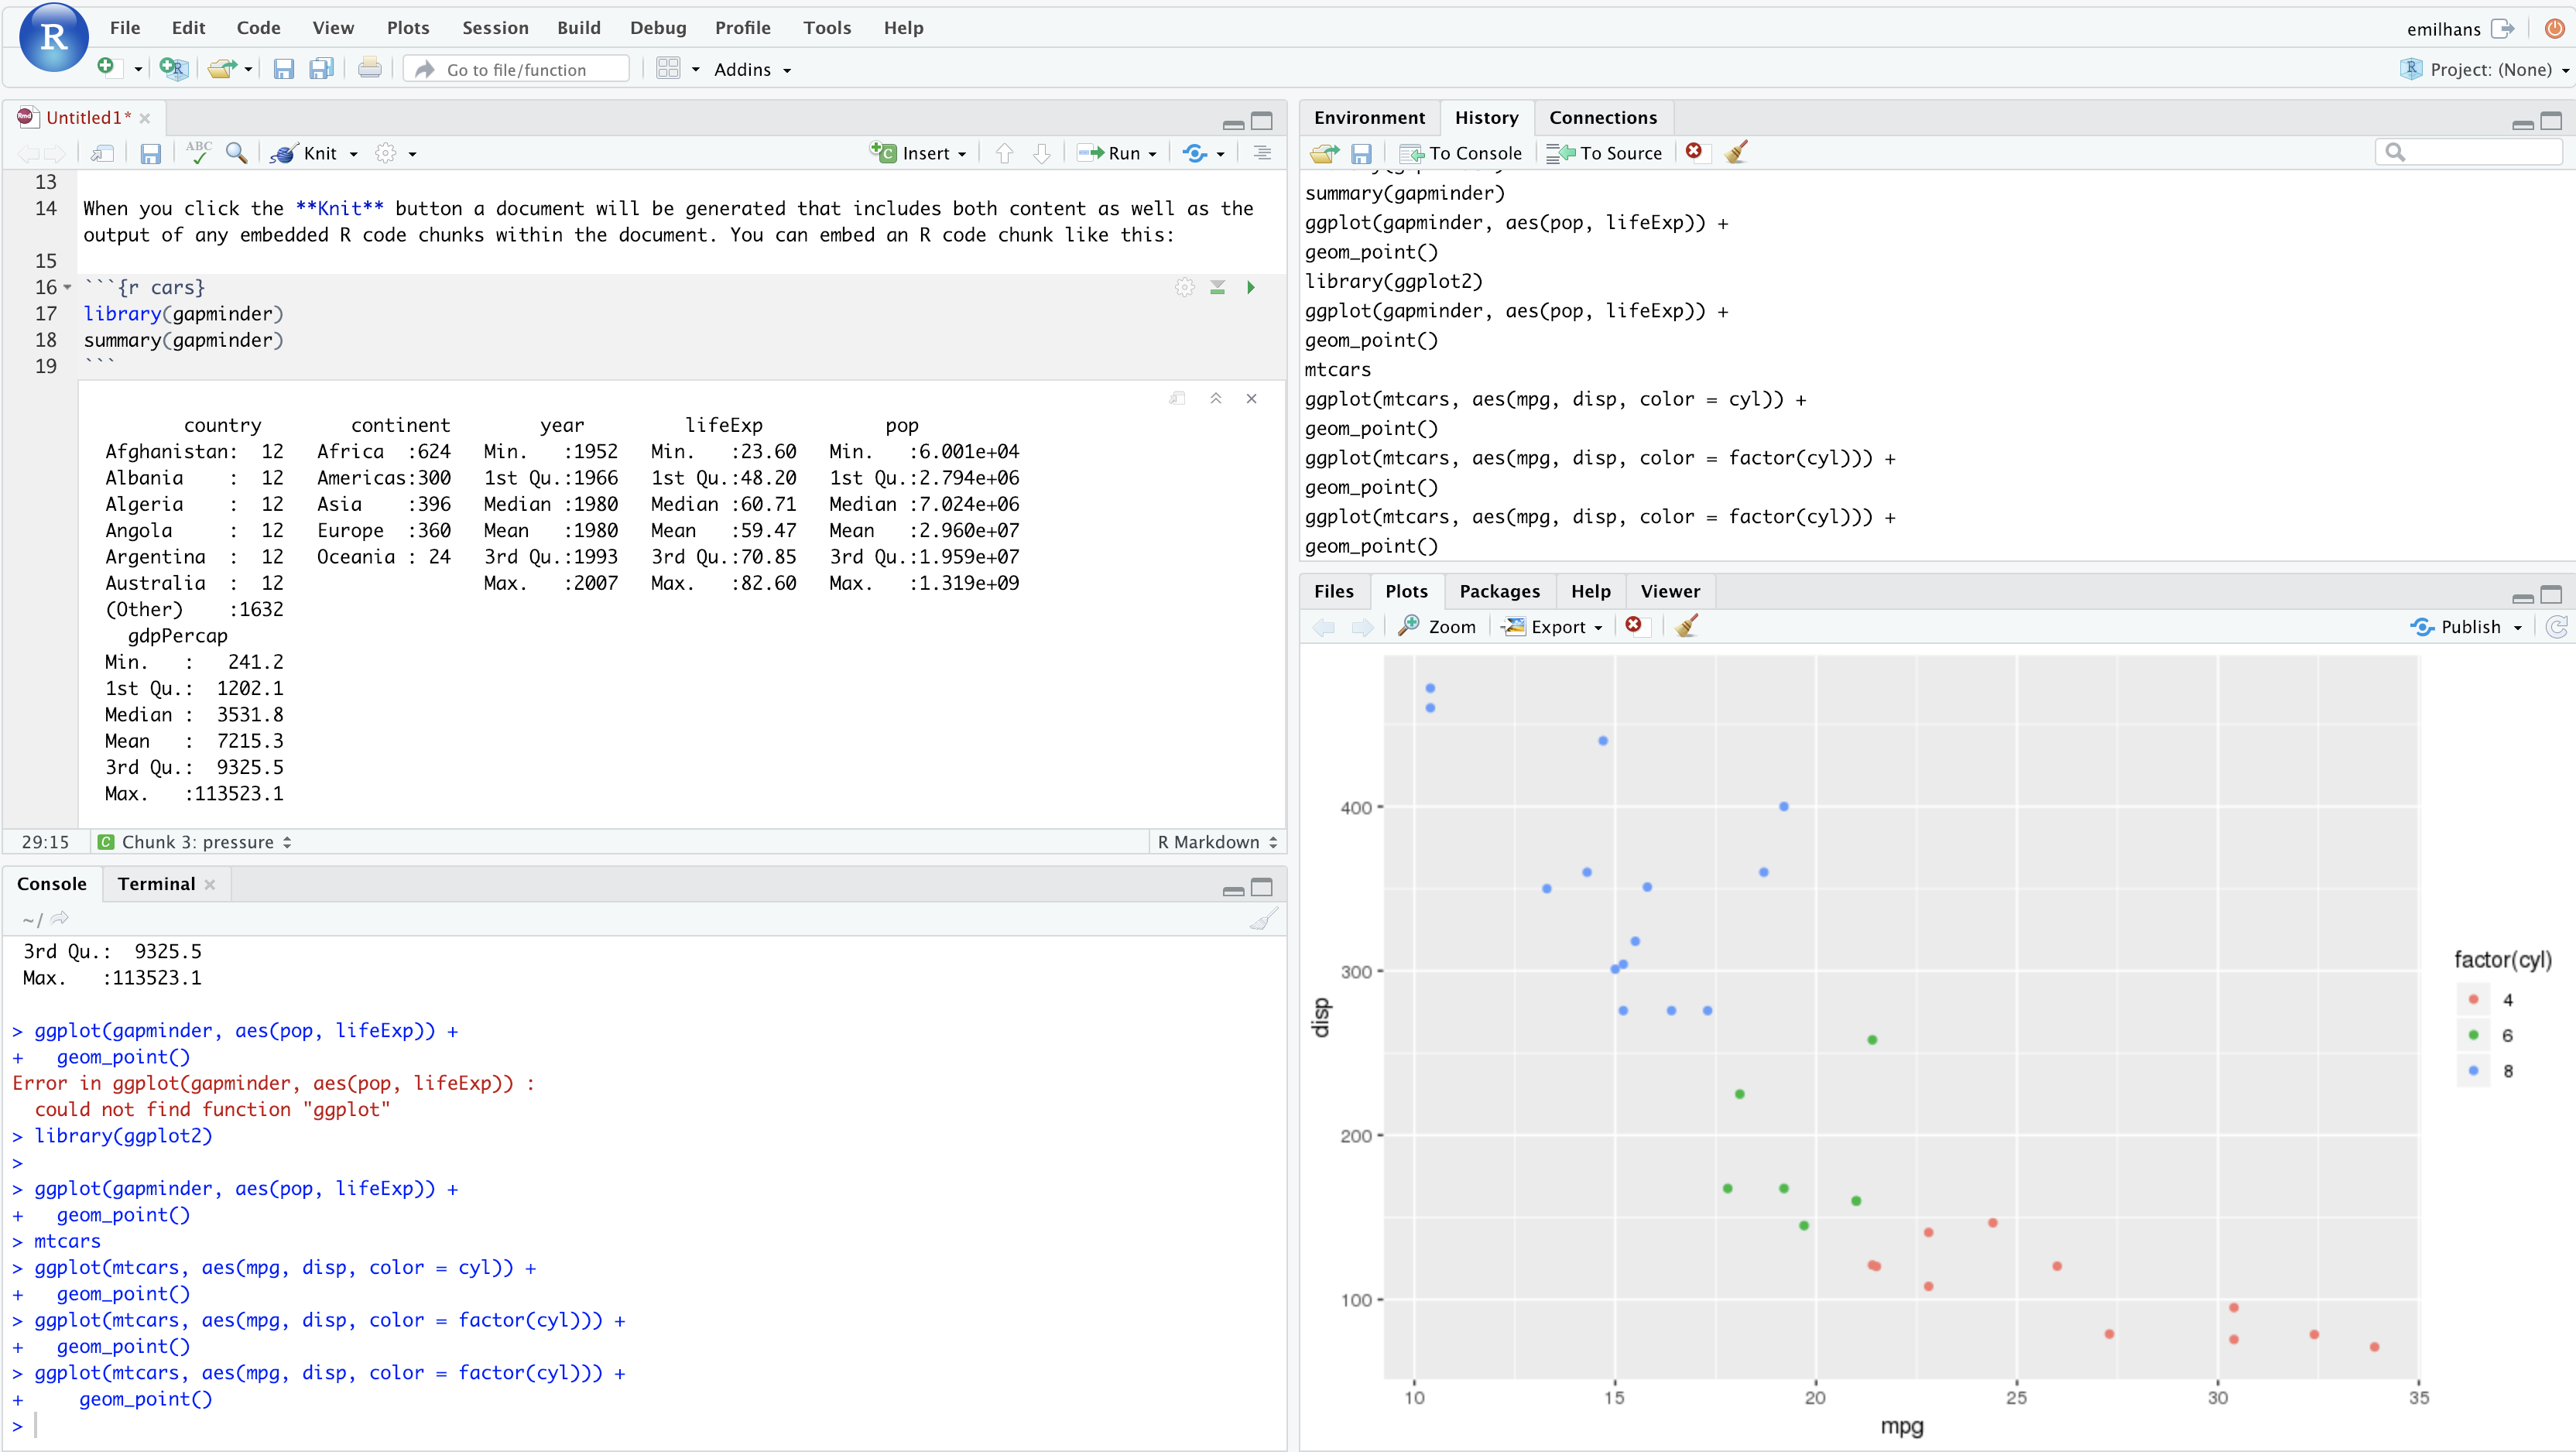 R
File Edit Code View Plots Session Build Debug Profile Tools Help
emilhans
Go to file/function
Addins
Project: (None)
Untitled1*
ABC
Knit
Insert
Run
13
14 When you click the **Knit** button a document will be generated that includes both content as well as the
output of any embedded R code chunks within the document. You can embed an R code chunk like this:
15
16 ```{r cars}
17 library(gapminder)
18 summary(gapminder)
19 ```
country continent year lifeExp pop
Afghanistan: 12 Africa :624 Min. :1952 Min. :23.60 Min. :6.001e+04
Albania : 12 Americas:300 1st Qu.:1966 1st Qu.:48.20 1st Qu.:2.794e+06
Algeria : 12 Asia :396 Median :1980 Median :60.71 Median :7.024e+06
Angola : 12 Europe :360 Mean :1980 Mean :59.47 Mean :2.960e+07
Argentina : 12 Oceania : 24 3rd Qu.:1993 3rd Qu.:70.85 3rd Qu.:1.959e+07
Australia : 12 Max. :2007 Max. :82.60 Max. :1.319e+09
(Other) :1632
gdpPercap
Min. : 241.2
1st Qu.: 1202.1
Median : 3531.8
Mean : 7215.3
3rd Qu.: 9325.5
Max. :113523.1
29:15 C Chunk 3: pressure R Markdown
Console Terminal
~/
3rd Qu.: 9325.5
Max. :113523.1
> ggplot(gapminder, aes(pop, lifeExp)) +
+ geom_point()
Error in ggplot(gapminder, aes(pop, lifeExp)) :
could not find function "ggplot"
> library(ggplot2)
>
> ggplot(gapminder, aes(pop, lifeExp)) +
+ geom_point()
> mtcars
> ggplot(mtcars, aes(mpg, disp, color = cyl)) +
+ geom_point()
> ggplot(mtcars, aes(mpg, disp, color = factor(cyl))) +
+ geom_point()
> ggplot(mtcars, aes(mpg, disp, color = factor(cyl))) +
+ geom_point()
>
Environment History Connections
To Console To Source
summary(gapminder)
ggplot(gapminder, aes(pop, lifeExp)) +
geom_point()
library(ggplot2)
ggplot(gapminder, aes(pop, lifeExp)) +
geom_point()
mtcars
ggplot(mtcars, aes(mpg, disp, color = cyl)) +
geom_point()
ggplot(mtcars, aes(mpg, disp, color = factor(cyl))) +
geom_point()
ggplot(mtcars, aes(mpg, disp, color = factor(cyl))) +
geom_point()
Files Plots Packages Help Viewer
Zoom Export Publish
400
300
200
100
disp
10 15 20 25 30 35
mpg
factor(cyl)
4
6
8